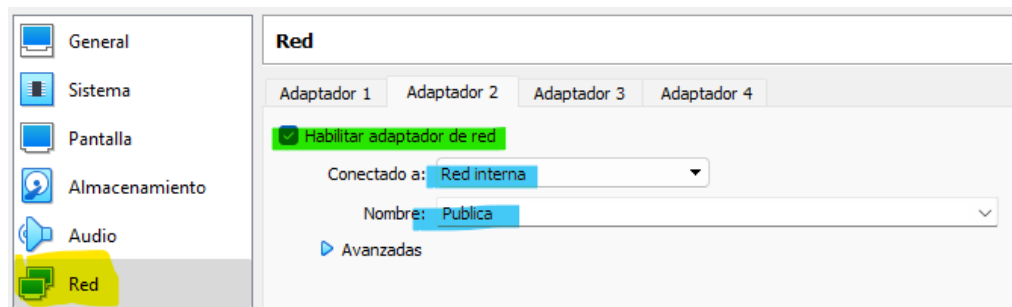 General
Sistema
Pantalla
Almacenamiento
Audio
Red
Red
Adaptador 1 Adaptador 2 Adaptador 3 Adaptador 4
Habilitar adaptador de red
Conectado a: Red interna
Nombre: Publica
Avanzadas